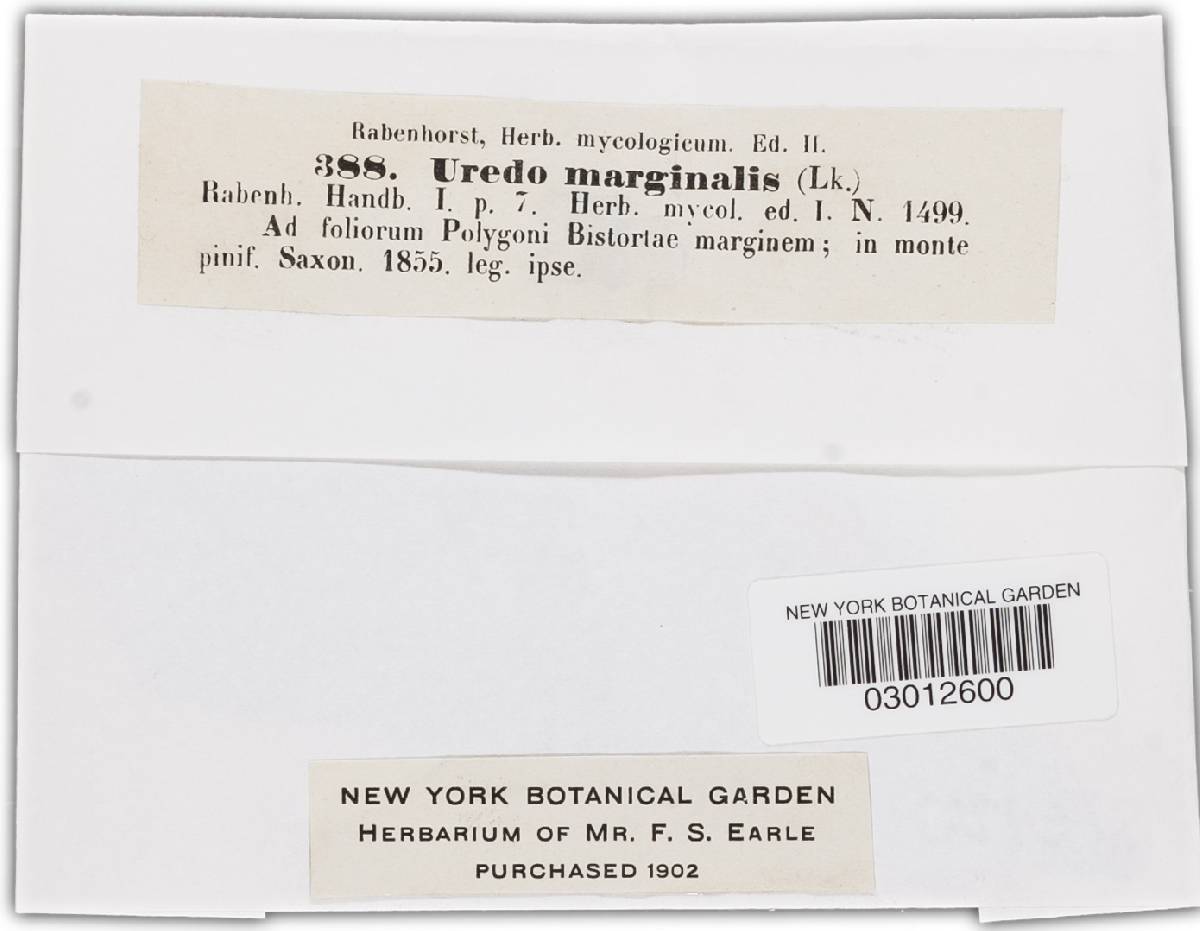 Rabenhorst, Herb. mycologicum. Ed. II.
388. Uredo marginalis (Lk.)
Rabenh. Handb. I. p. 7. Herb. mycol. ed. I. N. 1499.
Ad foliorum Polygoni Bistortae marginem; in monte
pinif. Saxon. 1855. leg. ipse.
NEW YORK BOTANICAL GARDEN
03012600
NEW YORK BOTANICAL GARDEN
HERBARIUM OF MR. F. S. EARLE
PURCHASED 1902